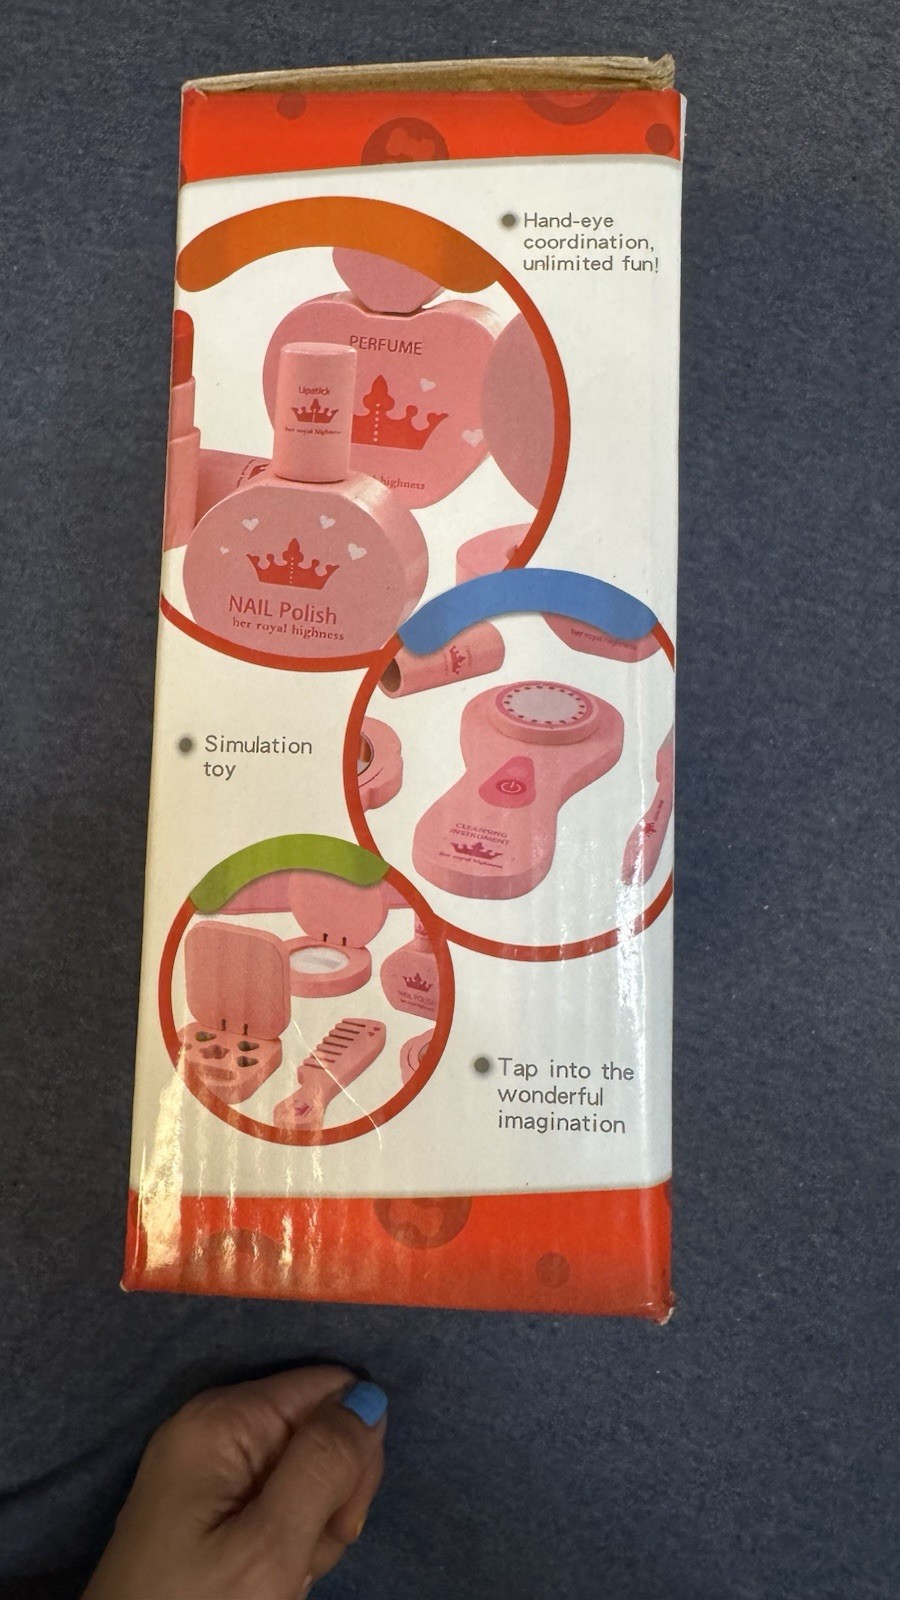 Hand-eye
coordination,
unlimited fun!
PERFUME
Lipstick
her royal highness
highness
NAIL Polish
her royal highness
her royal highness
Simulation
toy
CLEANSING
INSTRUMENT
her royal highness
NAIL POLISH
Tap into the
wonderful
imagination